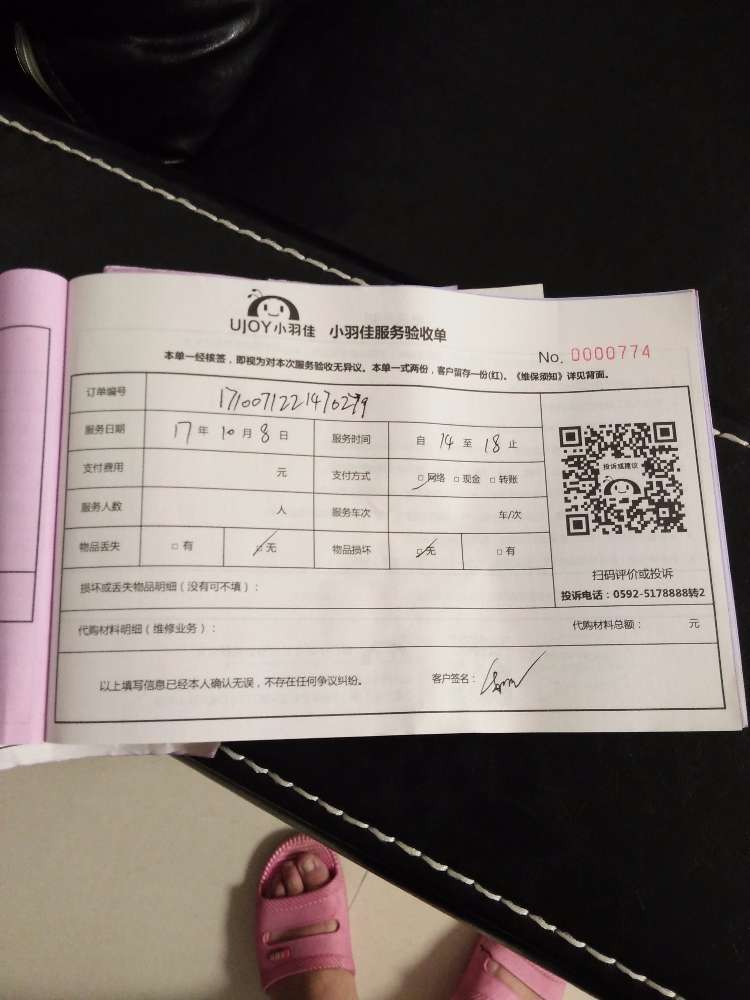 UJOY小羽佳 小羽佳服务验收单
No. 0000774
本单一经核签，即视为对本次服务验收无异议。本单一式两份，客户留存一份(红)。《维保须知》详见背面。
订单编号
服务日期 17 年 10 月 8 日 服务时间 自 14 至 18 止
支付费用 元 支付方式 □网络 □现金 □转账
服务人数 人 服务车次 车/次
物品丢失 □有 □无 物品损坏 □无 □有
投诉或建议
扫码评价或投诉
投诉电话：0592-5178888转2
损坏或丢失物品明细（没有可不填）：
代购材料明细（维修业务）： 代购材料总额： 元
以上填写信息已经本人确认无误，不存在任何争议纠纷。 客户签名：